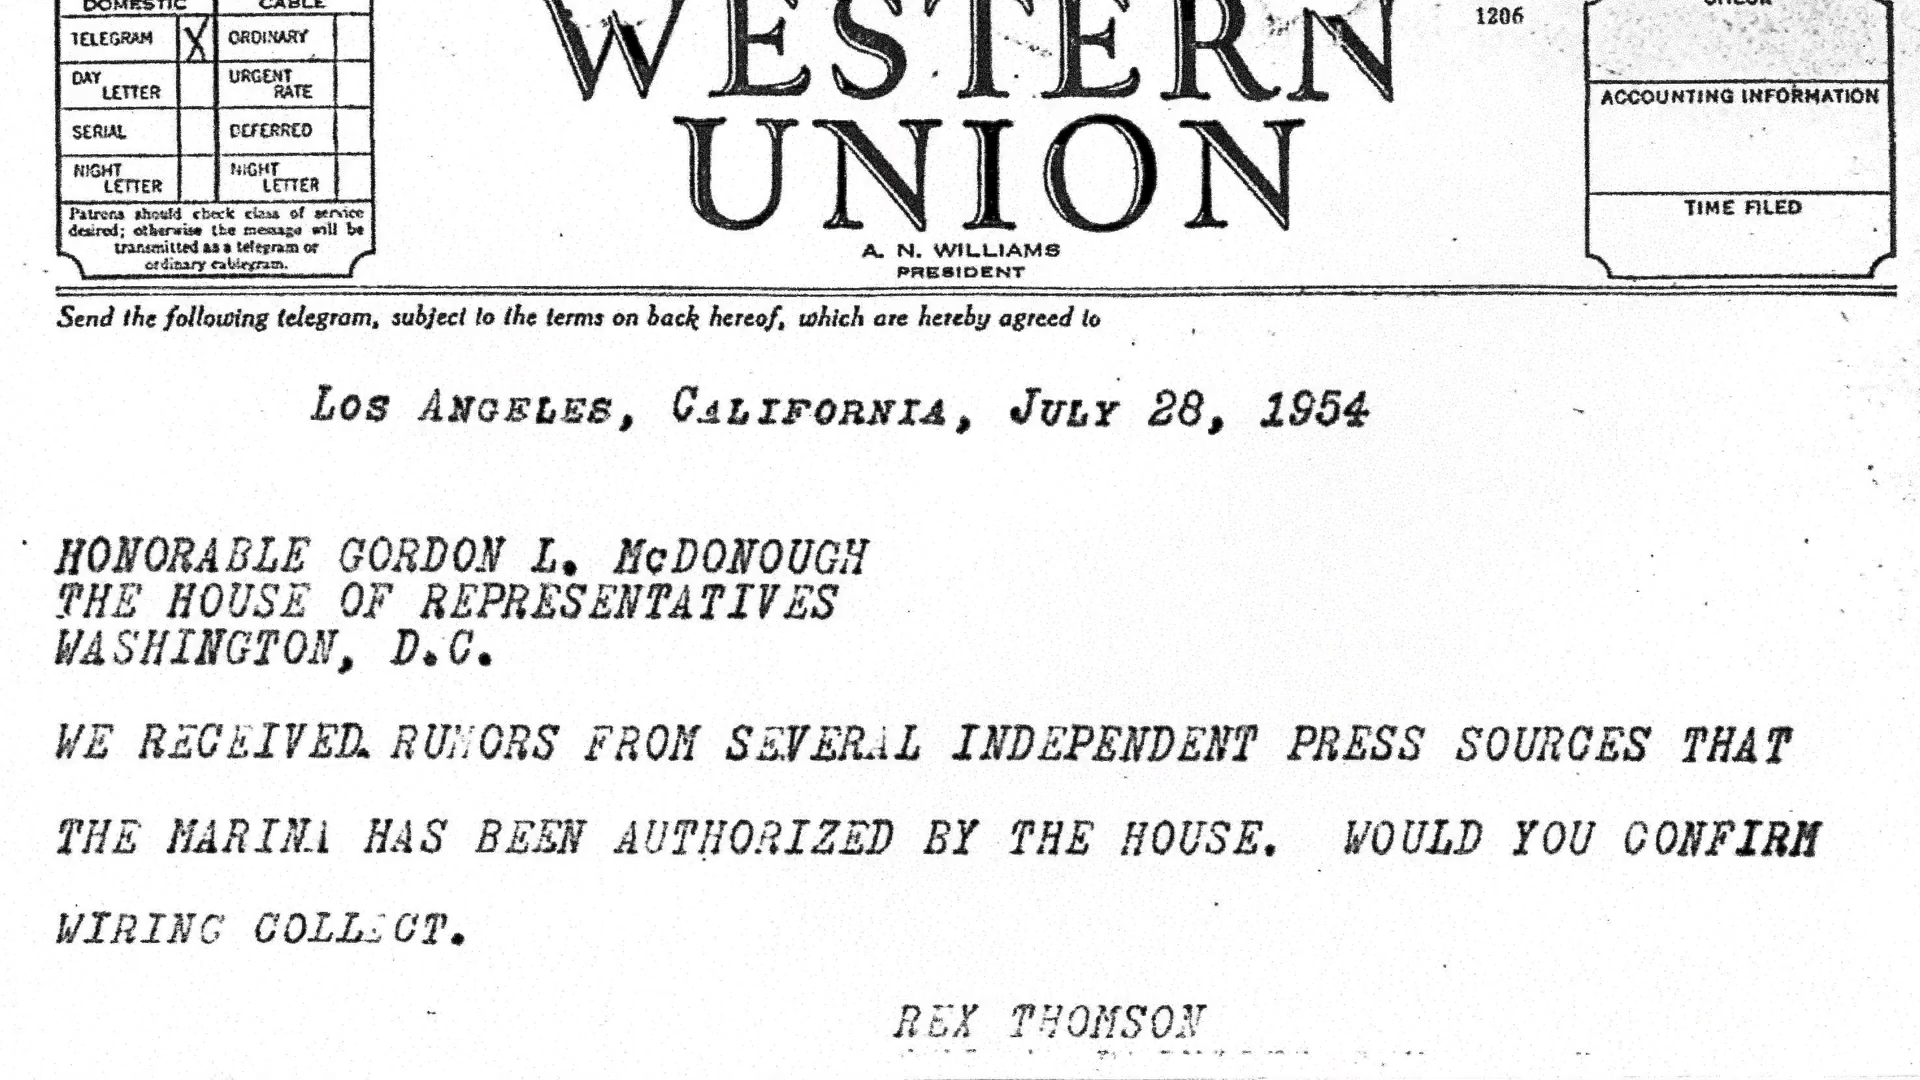 DOMESTIC CABLE
TELEGRAM X ORDINARY
DAY LETTER URGENT RATE
SERIAL DEFERRED
NIGHT LETTER NIGHT LETTER
Patrons should check class of service
desired; otherwise the message will be
transmitted as a telegram or
ordinary cablegram.
WESTERN
UNION
A. N. WILLIAMS
PRESIDENT
1206
CHECK
ACCOUNTING INFORMATION
TIME FILED
Send the following telegram, subject to the terms on back hereof, which are hereby agreed to
LOS ANGELES, CALIFORNIA, JULY 28, 1954
HONORABLE GORDON L. McDONOUGH
THE HOUSE OF REPRESENTATIVES
WASHINGTON, D.C.
WE RECEIVED. RUMORS FROM SEVERAL INDEPENDENT PRESS SOURCES THAT
THE MARINA HAS BEEN AUTHORIZED BY THE HOUSE. WOULD YOU CONFIRM
WIRING COLLECT.
REX THOMSON